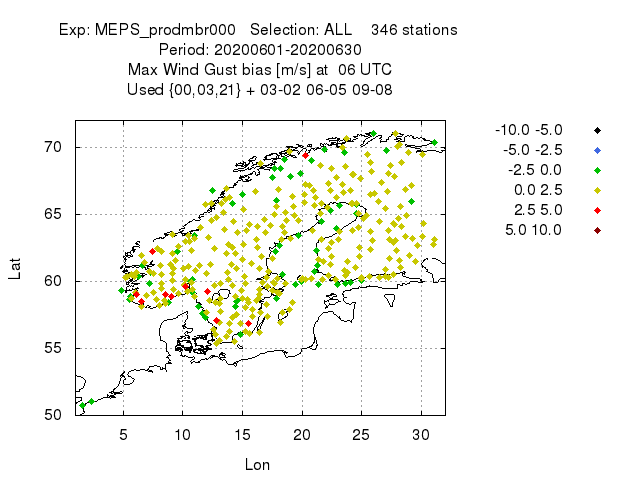 Exp: MEPS_prodmbr000   Selection: ALL    346 stations
Period: 20200601-20200630
Max Wind Gust bias [m/s] at  06 UTC
Used {00,03,21} + 03-02 06-05 09-08
-10.0 -5.0
-5.0 -2.5
-2.5 0.0
0.0 2.5
2.5 5.0
5.0 10.0
70
65
60
55
50
Lat
5 10 15 20 25 30
Lon